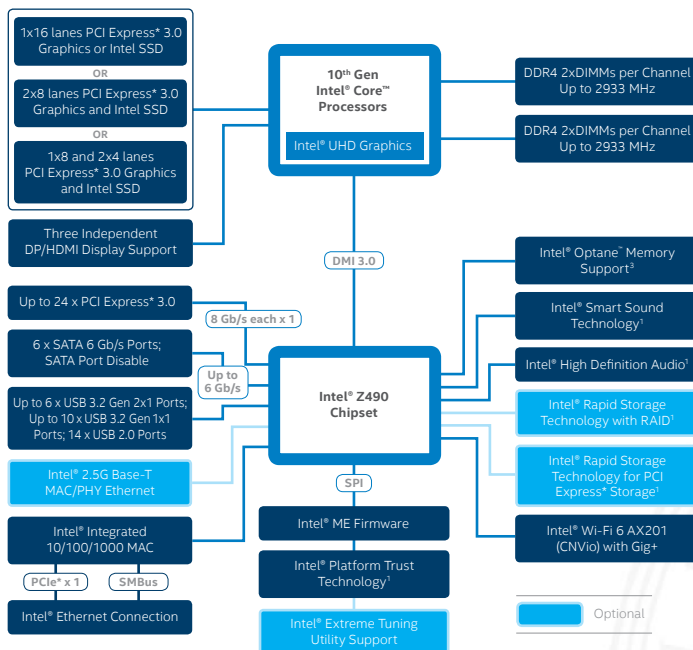 1x16 lanes PCI Express* 3.0
Graphics or Intel SSD
OR
2x8 lanes PCI Express* 3.0
Graphics and Intel SSD
OR
1x8 and 2x4 lanes
PCI Express* 3.0 Graphics
and Intel SSD
Three Independent
DP/HDMI Display Support
10th Gen
Intel® Core™
Processors
Intel® UHD Graphics
DDR4 2xDIMMs per Channel
Up to 2933 MHz
DDR4 2xDIMMs per Channel
Up to 2933 MHz
DMI 3.0
Up to 24 x PCI Express* 3.0
8 Gb/s each x 1
6 x SATA 6 Gb/s Ports;
SATA Port Disable
Up to
6 Gb/s
Up to 6 x USB 3.2 Gen 2x1 Ports;
Up to 10 x USB 3.2 Gen 1x1
Ports; 14 x USB 2.0 Ports
Intel® 2.5G Base-T
MAC/PHY Ethernet
Intel® Integrated
10/100/1000 MAC
PCIe* x 1
SMBus
Intel® Ethernet Connection
Intel® Z490
Chipset
SPI
Intel® ME Firmware
Intel® Platform Trust
Technology¹
Intel® Extreme Tuning
Utility Support
Intel® Optane™ Memory
Support³
Intel® Smart Sound
Technology¹
Intel® High Definition Audio¹
Intel® Rapid Storage
Technology with RAID¹
Intel® Rapid Storage
Technology for PCI
Express* Storage¹
Intel® Wi-Fi 6 AX201
(CNVio) with Gig+
Optional